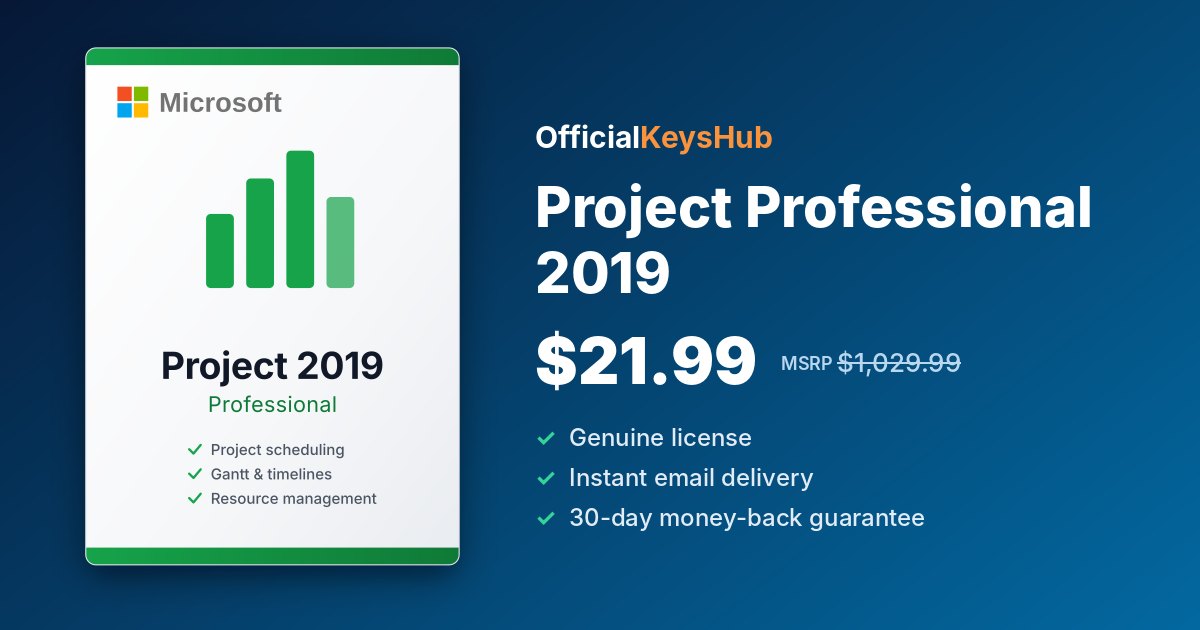 Microsoft
Project 2019
Professional
Project scheduling
Gantt & timelines
Resource management
OfficialKeysHub
Project Professional
2019
$21.99 MSRP $1,029.99
Genuine license
Instant email delivery
30-day money-back guarantee